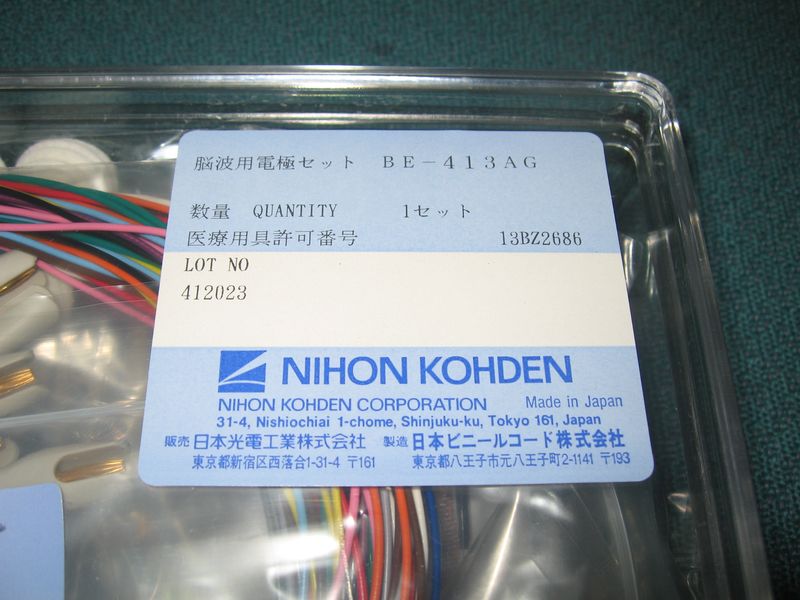 脳波用電極セット BE-413AG
数量 QUANTITY 1セット
医療用具許可番号 13BZ2686
LOT NO
412023
NIHON KOHDEN
NIHON KOHDEN CORPORATION Made in Japan
31-4, Nishiochiai 1-chome, Shinjuku-ku, Tokyo 161, Japan
販売 日本光電工業株式会社 製造 日本ビニールコード株式会社
東京都新宿区西落合1-31-4 〒161 東京都八王子市元八王子町2-1141 〒193